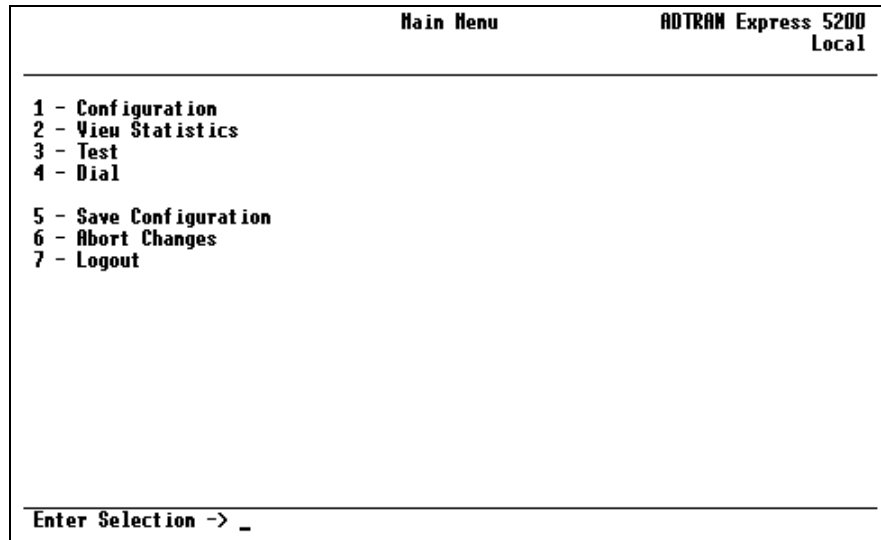 Main Menu ADTRAN Express 5200
Local
1 - Configuration
2 - View Statistics
3 - Test
4 - Dial
5 - Save Configuration
6 - Abort Changes
7 - Logout
Enter Selection -> _